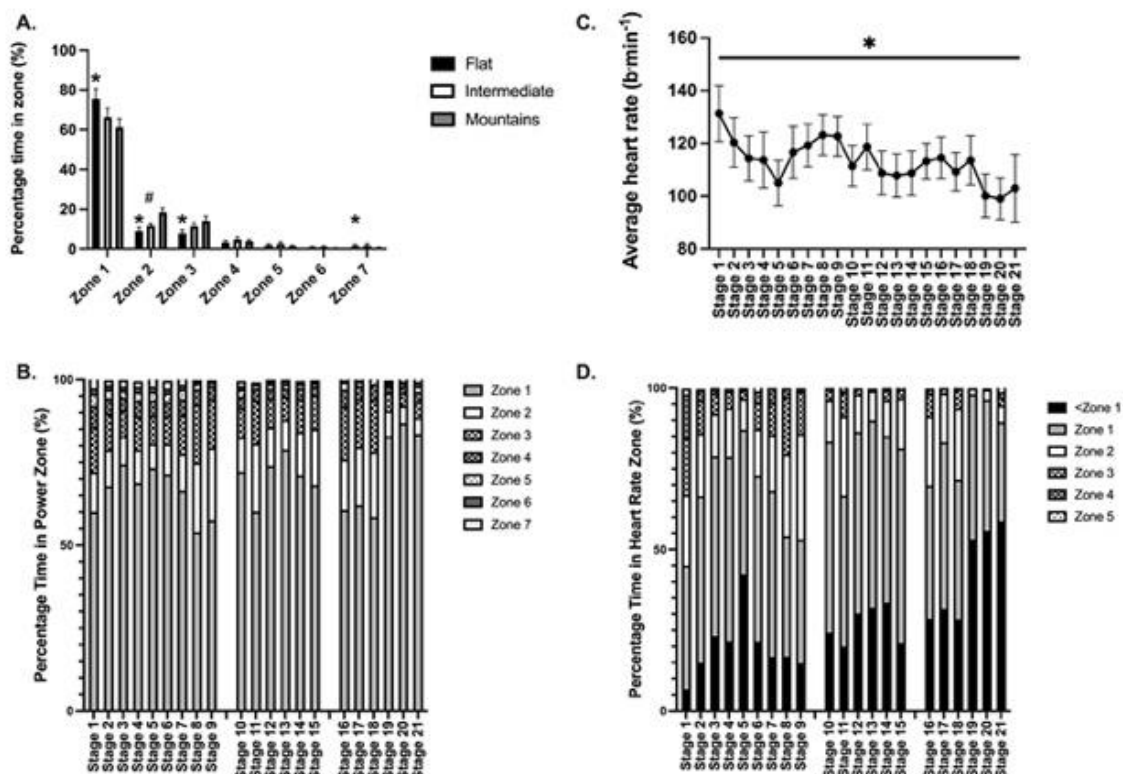 A.
Percentage time in zone (%)
100
80
60
40
20
0
*
*
#
*
*
Zone 1
Zone 2
Zone 3
Zone 4
Zone 5
Zone 6
Zone 7
Flat
Intermediate
Mountains
C.
Average heart rate (b·min-1)
160
140
120
100
80
*
Stage 1
Stage 2
Stage 3
Stage 4
Stage 5
Stage 6
Stage 7
Stage 8
Stage 9
Stage 10
Stage 11
Stage 12
Stage 13
Stage 14
Stage 15
Stage 16
Stage 17
Stage 18
Stage 19
Stage 20
Stage 21
B.
Percentage Time in Power Zone (%)
100
50
0
Stage 1
Stage 2
Stage 3
Stage 4
Stage 5
Stage 6
Stage 7
Stage 8
Stage 9
Stage 10
Stage 11
Stage 12
Stage 13
Stage 14
Stage 15
Stage 16
Stage 17
Stage 18
Stage 19
Stage 20
Stage 21
Zone 1
Zone 2
Zone 3
Zone 4
Zone 5
Zone 6
Zone 7
D.
Percentage Time in Heart Rate Zone (%)
100
50
0
Stage 1
Stage 2
Stage 3
Stage 4
Stage 5
Stage 6
Stage 7
Stage 8
Stage 9
Stage 10
Stage 11
Stage 12
Stage 13
Stage 14
Stage 15
Stage 16
Stage 17
Stage 18
Stage 19
Stage 20
Stage 21
<Zone 1
Zone 1
Zone 2
Zone 3
Zone 4
Zone 5